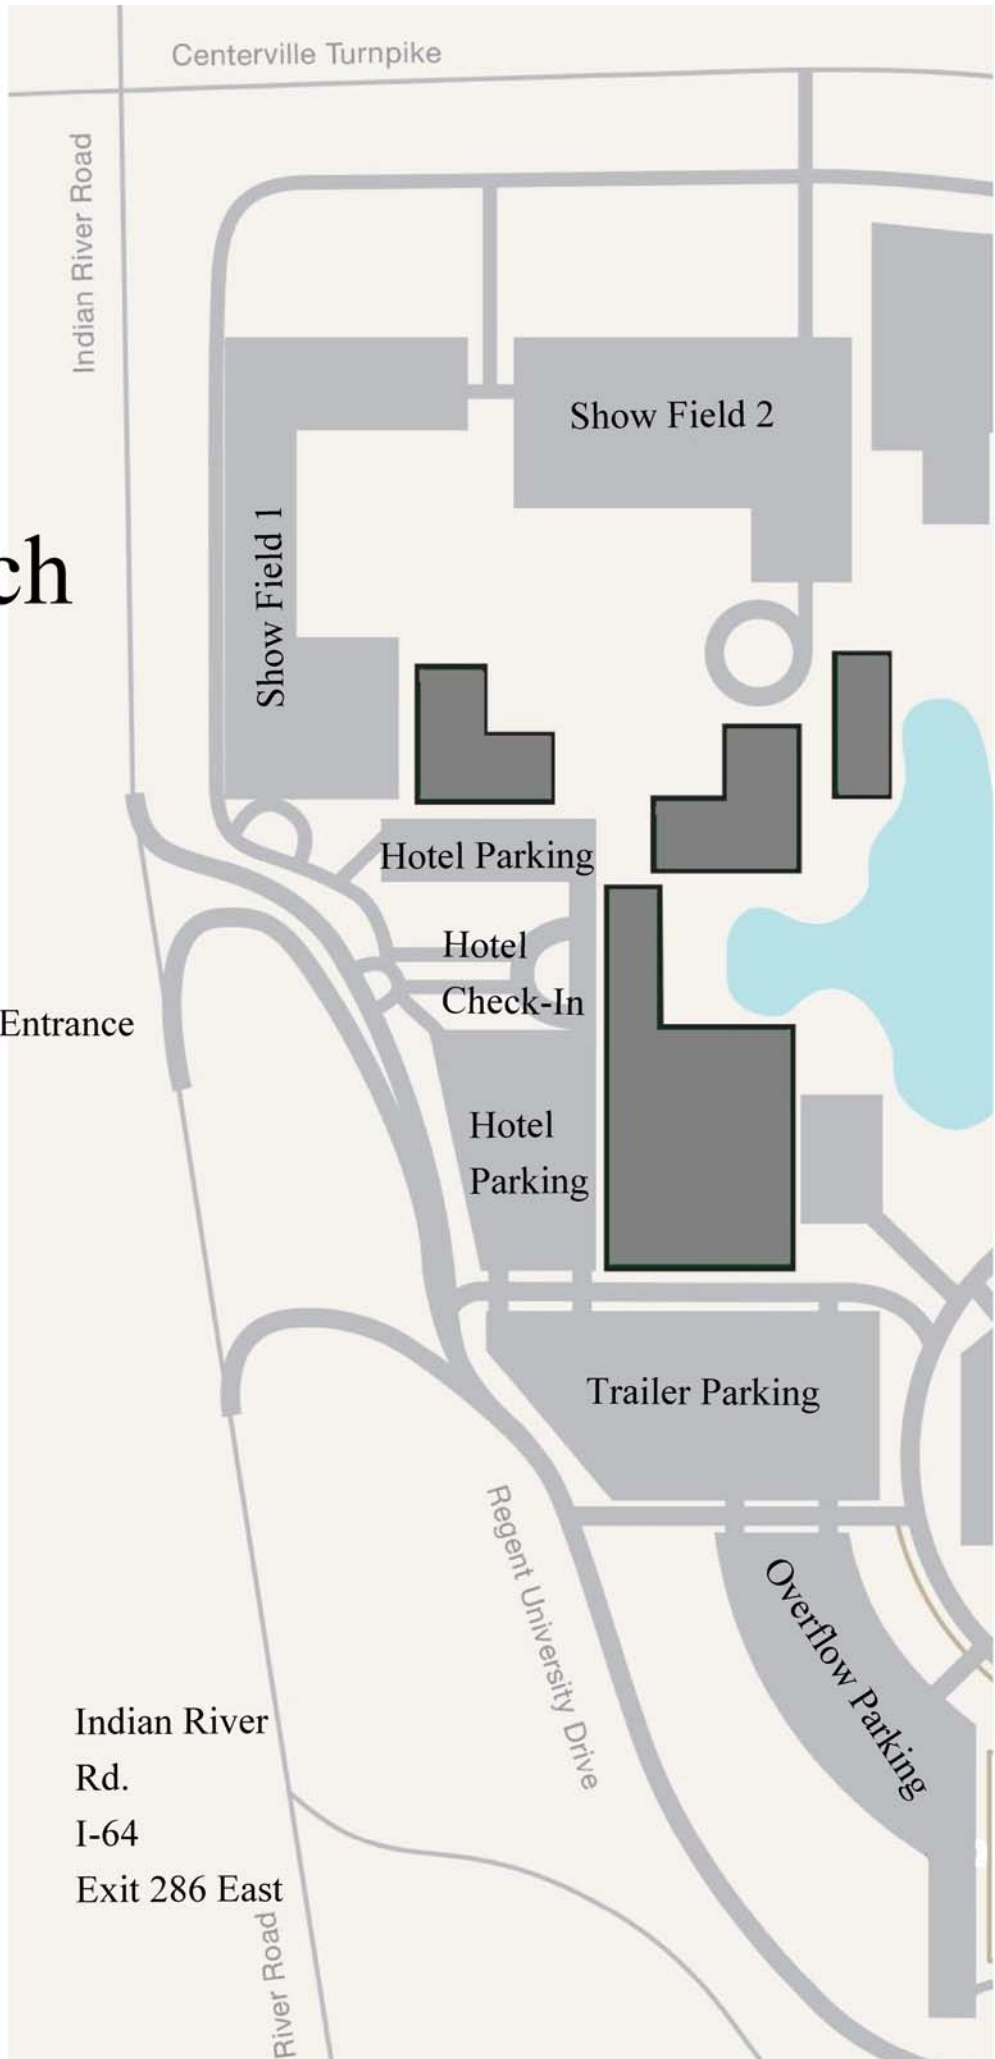 Centerville Turnpike
Indian River Road
Show Field 2
Show Field 1
ch
Hotel Parking
Hotel
Check-In
Entrance
Hotel
Parking
Trailer Parking
Regent University Drive
Overflow Parking
Indian River
Rd.
I-64
Exit 286 East
River Road